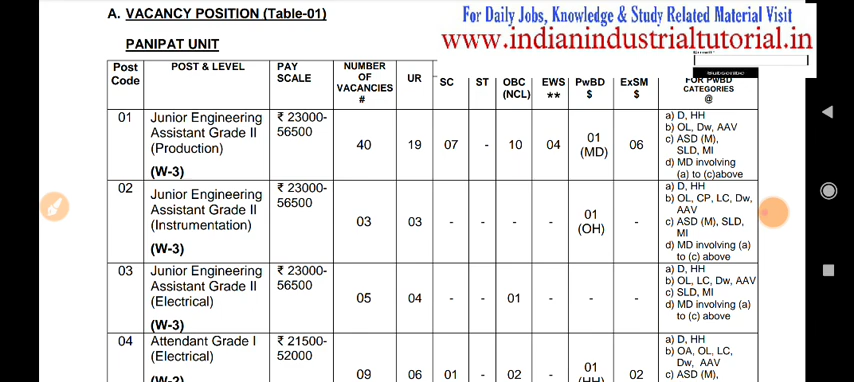 A. VACANCY POSITION (Table-01)
For Daily Jobs, Knowledge & Study Related Material Visit
www.indianindustrialtutorial.in
PANIPAT UNIT
Post Code | POST & LEVEL | PAY SCALE | NUMBER OF VACANCIES # | UR | SC | ST | OBC (NCL) | EWS ** | PwBD $ | ExSM $ | FOR PwBD CATEGORIES @
Subscribe
01 | Junior Engineering Assistant Grade II (Production) (W-3) | ₹ 23000-56500 | 40 | 19 | 07 | - | 10 | 04 | 01 (MD) | 06 | a) D, HH b) OL, Dw, AAV c) ASD (M), SLD, MI d) MD involving (a) to (c)above
02 | Junior Engineering Assistant Grade II (Instrumentation) (W-3) | ₹ 23000-56500 | 03 | 03 | - | - | - | - | 01 (OH) | - | a) D, HH b) OL, CP, LC, Dw, AAV c) ASD (M), SLD, MI d) MD involving (a) to (c) above
03 | Junior Engineering Assistant Grade II (Electrical) (W-3) | ₹ 23000-56500 | 05 | 04 | - | - | 01 | - | - | - | a) D, HH b) OL, LC, Dw, AAV c) SLD, MI d) MD involving (a) to (c) above
04 | Attendant Grade I (Electrical) (W-2) | ₹ 21500-52000 | 09 | 06 | 01 | - | 02 | - | 01 (HH) | 02 | a) D, HH b) OA, OL, LC, Dw, AAV c) ASD (M),